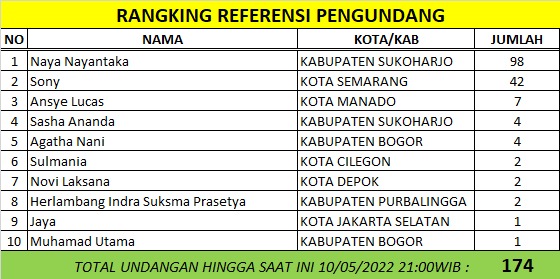 RANGKING REFERENSI PENGUNDANG
NO NAMA KOTA/KAB JUMLAH
1 Naya Nayantaka KABUPATEN SUKOHARJO 98
2 Sony KOTA SEMARANG 42
3 Ansye Lucas KOTA MANADO 7
4 Sasha Ananda KABUPATEN SUKOHARJO 4
5 Agatha Nani KABUPATEN BOGOR 4
6 Sulmania KOTA CILEGON 2
7 Novi Laksana KOTA DEPOK 2
8 Herlambang Indra Suksma Prasetya KABUPATEN PURBALINGGA 2
9 Jaya KOTA JAKARTA SELATAN 1
10 Muhamad Utama KABUPATEN BOGOR 1
TOTAL UNDANGAN HINGGA SAAT INI 10/05/2022 21:00WIB : 174